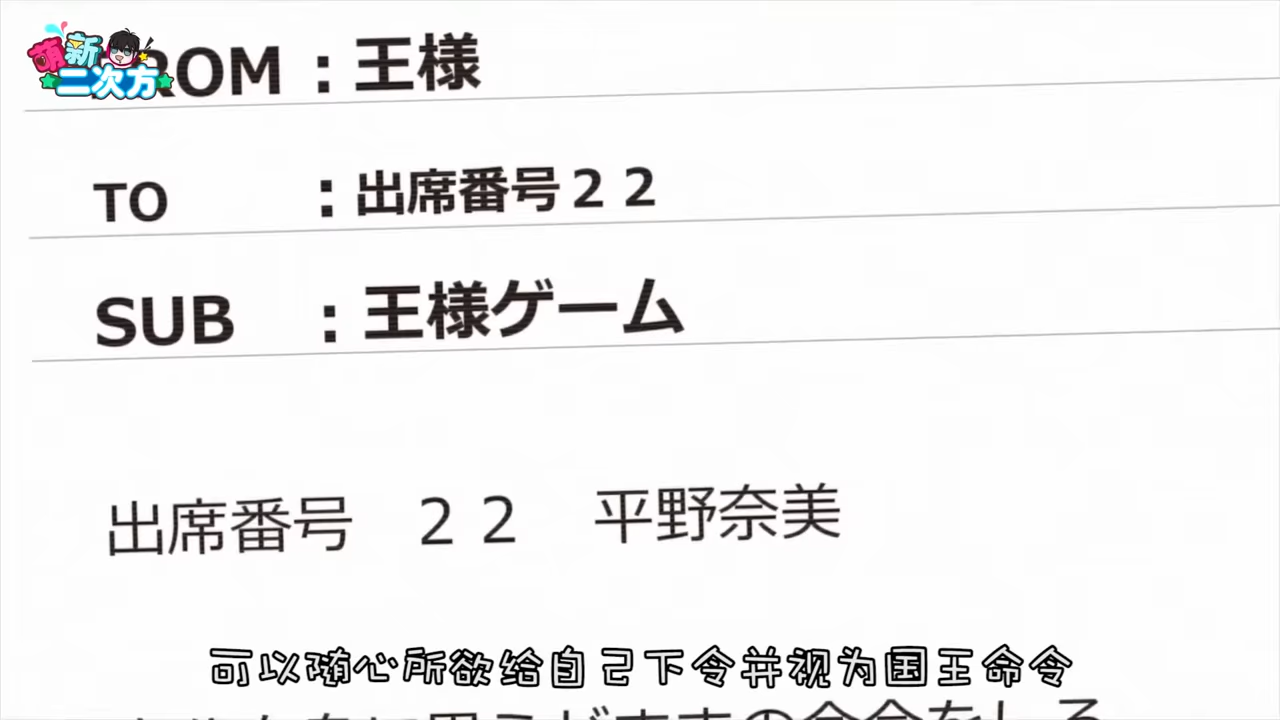 萌新
二次方
ROM：王様
TO：出席番号２２
SUB：王様ゲーム
出席番号　２２　平野奈美
可以随心所欲给自己下令并视为国王命令